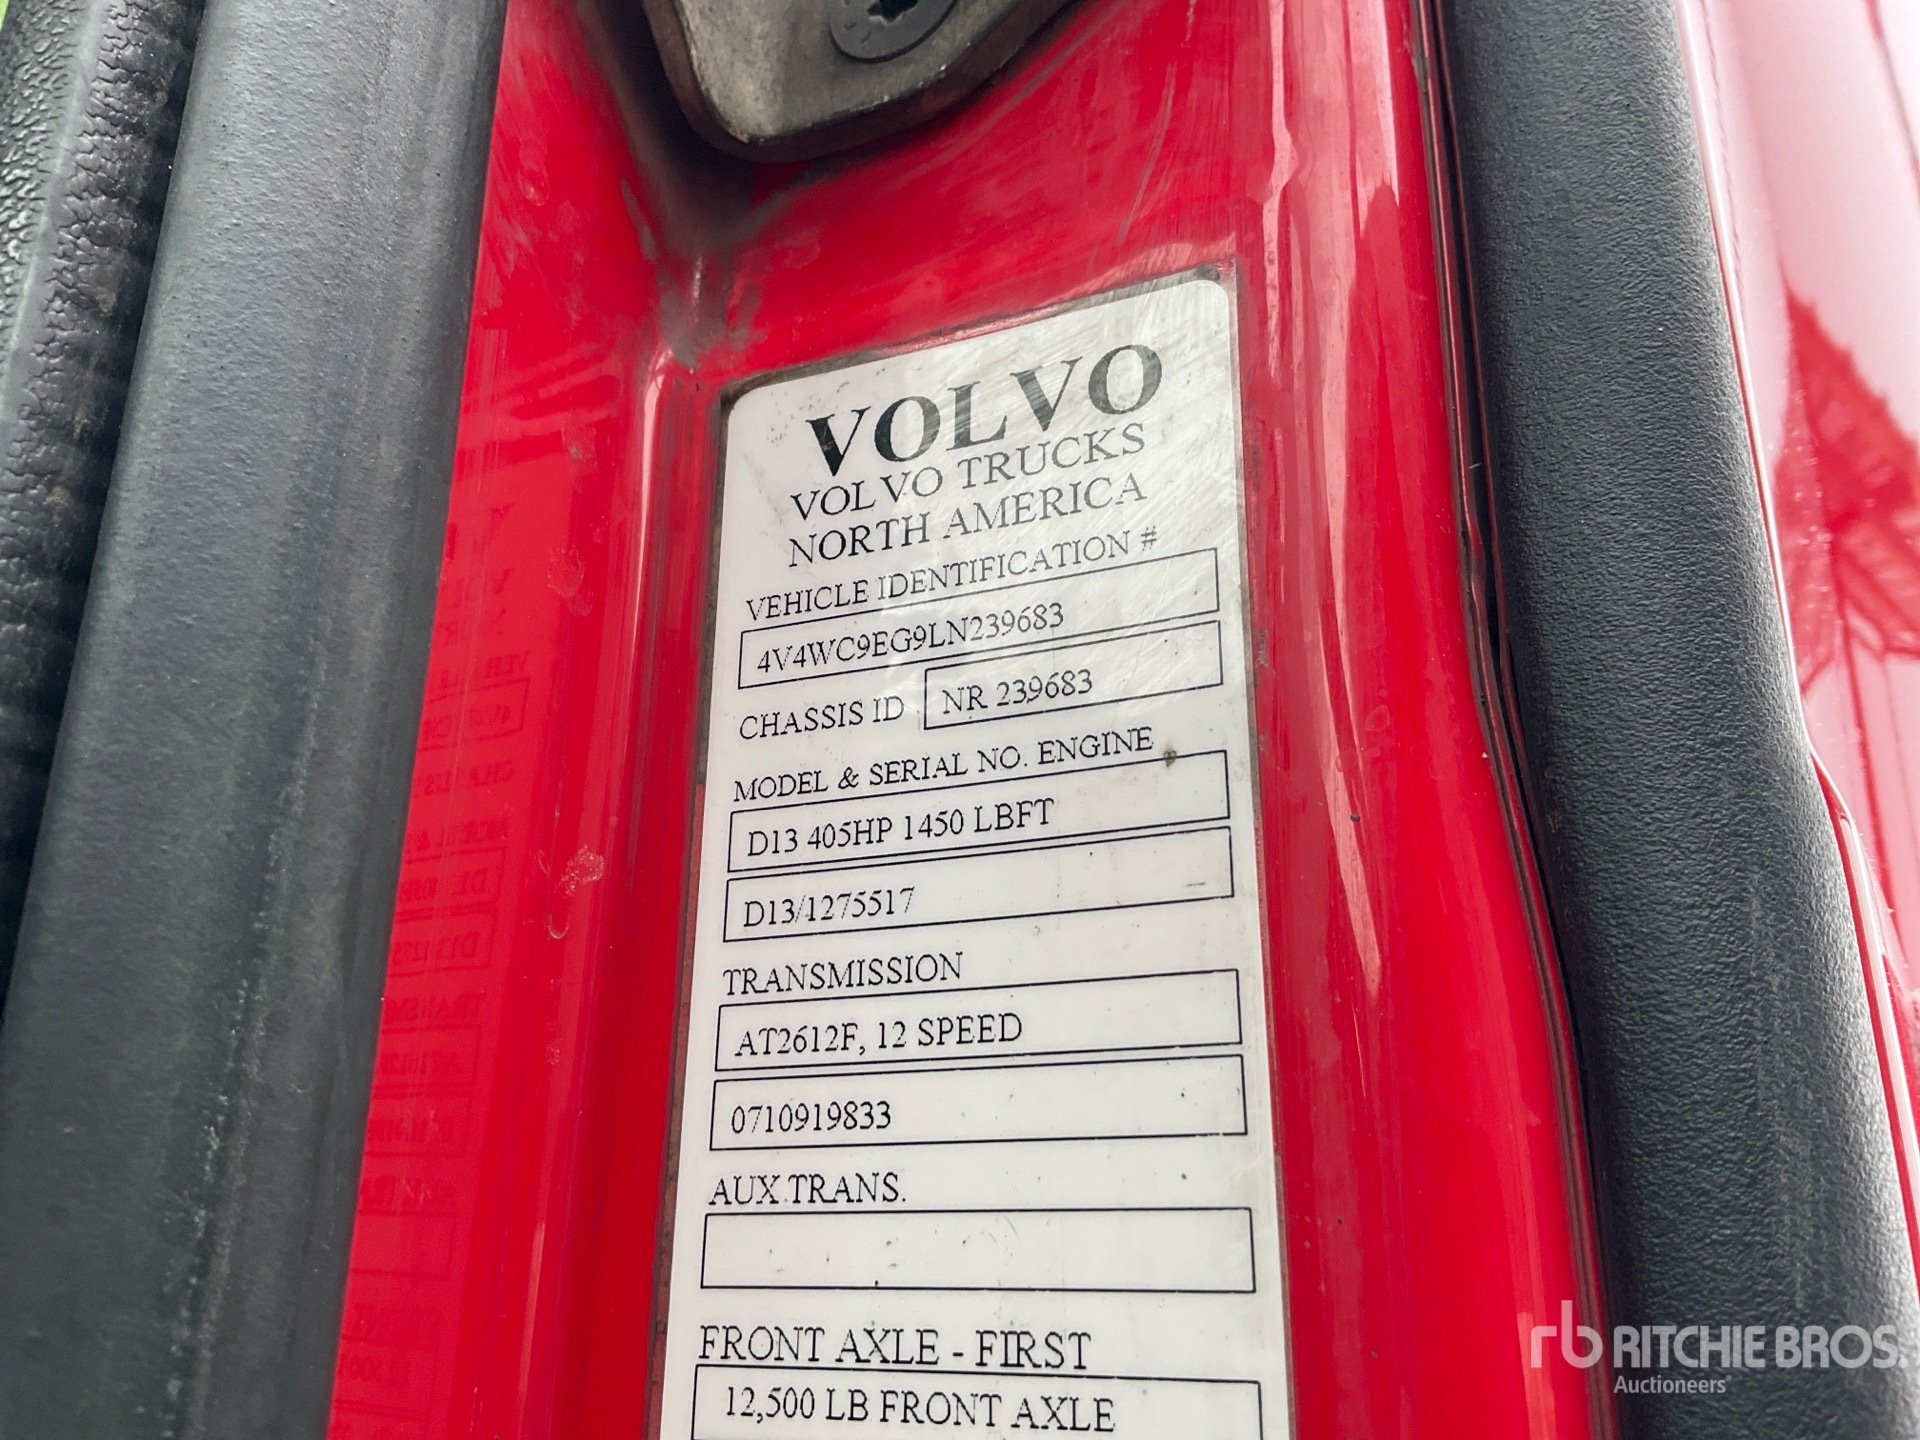 VOLVO
VOLVO TRUCKS
NORTH AMERICA
VEHICLE IDENTIFICATION #
4V4WC9EG9LN239683
CHASSIS ID NR 239683
MODEL & SERIAL NO. ENGINE
D13 405HP 1450 LBFT
D13/1275517
TRANSMISSION
AT2612F, 12 SPEED
0710919833
AUX.TRANS.
FRONT AXLE - FIRST
12,500 LB FRONT AXLE
rb RITCHIE BROS.
Auctioneers